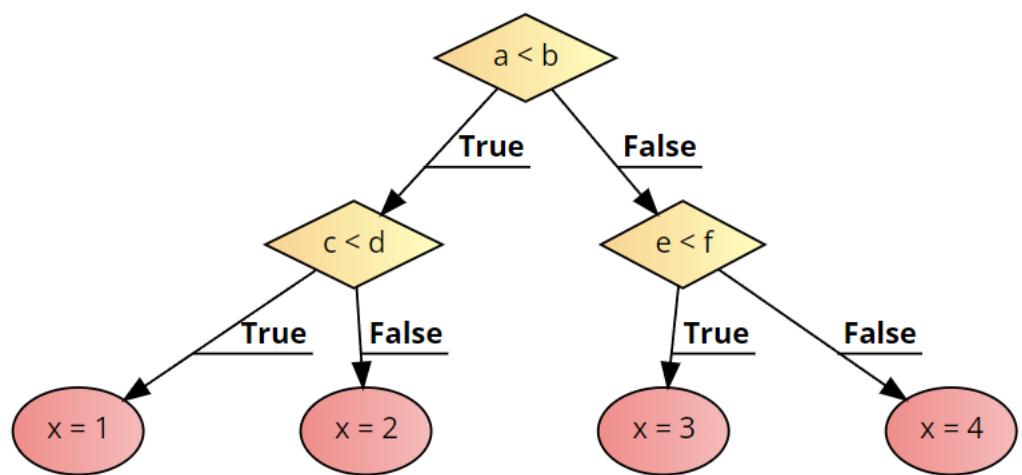 a < b
True
False
c < d
e < f
True
False
True
False
x = 1
x = 2
x = 3
x = 4